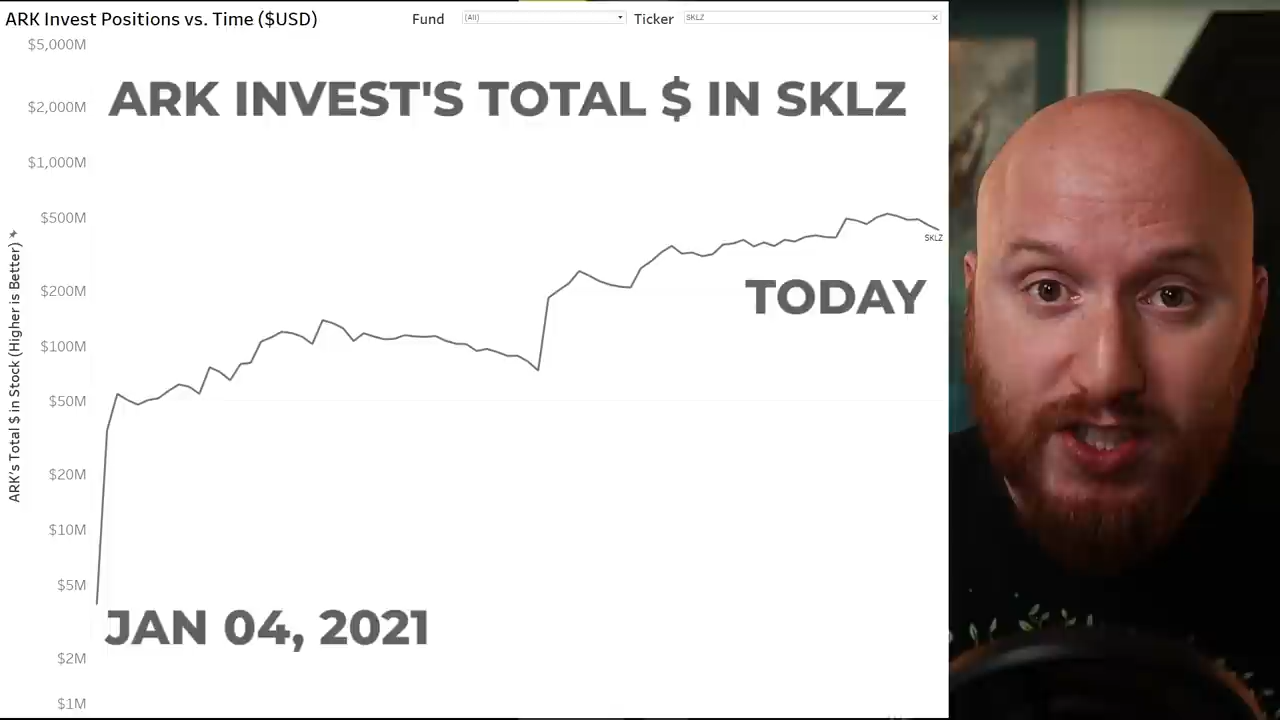 ARK Invest Positions vs. Time ($USD)
Fund
(All)
Ticker
SKLZ
ARK INVEST'S TOTAL $ IN SKLZ
ARK's Total $ in Stock (Higher is Better)
$5,000M
$2,000M
$1,000M
$500M
$200M
$100M
$50M
$20M
$10M
$5M
$2M
$1M
SKLZ
TODAY
JAN 04, 2021